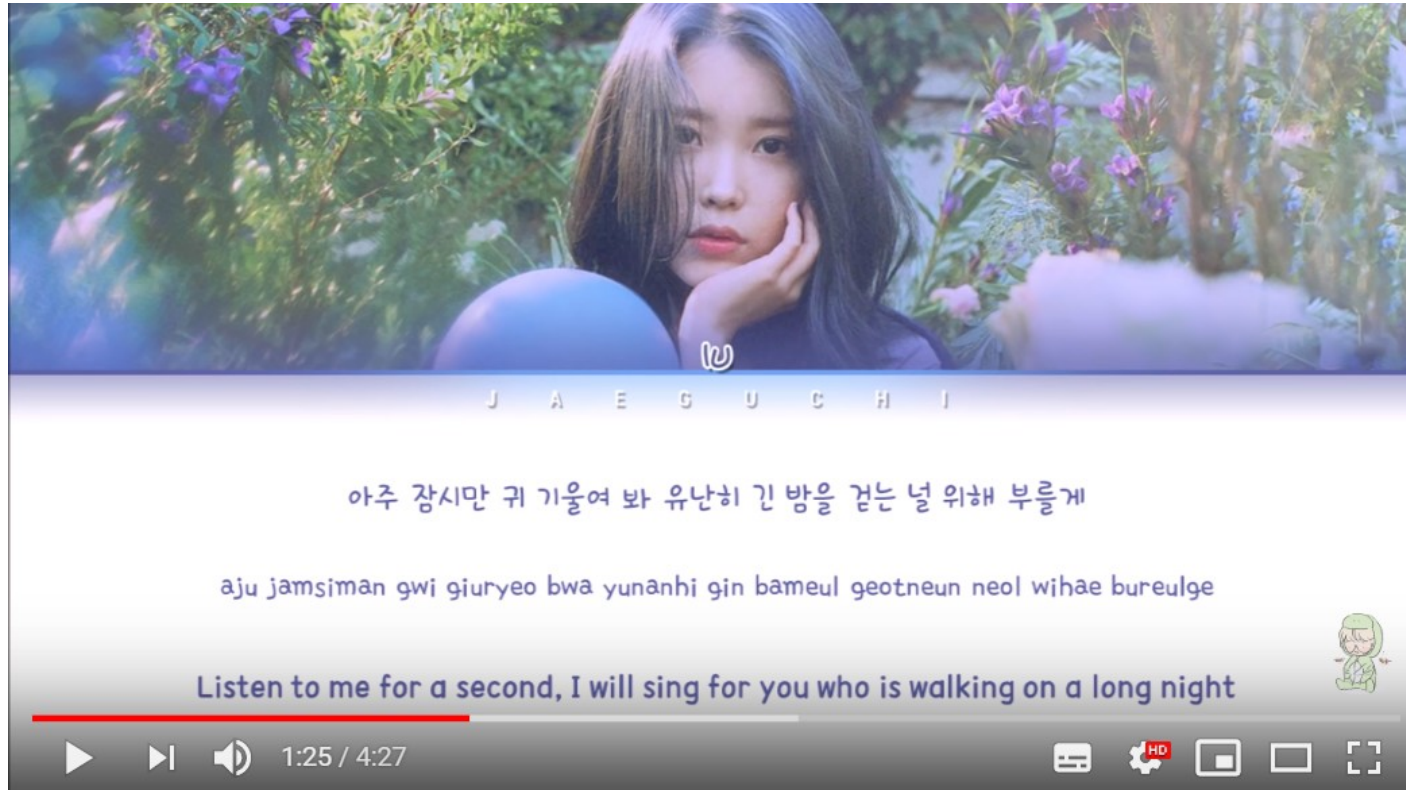 IU
JAEGUCHI
아주 잠시만 귀 기울여 봐 유난히 긴 밤을 걷는 널 위해 부를게
aju jamsiman gwi giuryeo bwa yunanhi gin bameul geotneun neol wihae bureulge
Listen to me for a second, I will sing for you who is walking on a long night
1:25 / 4:27
HD